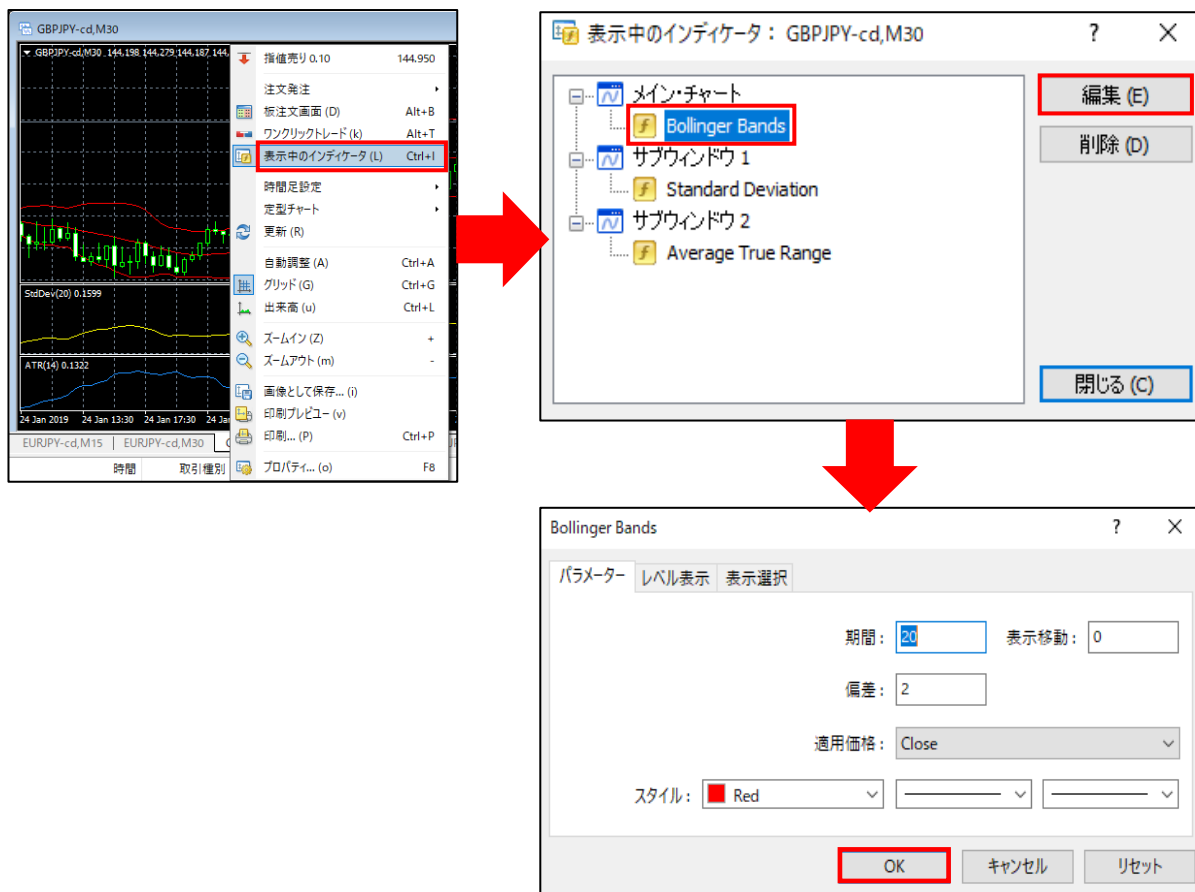 GBPJPY-cd,M30
GBPJPY-cd,M30 144.198 144.279 144.187 144.
指値売り 0.10 144.950
注文発注
板注文画面 (D) Alt+B
ワンクリックトレード (k) Alt+T
表示中のインディケータ (L) Ctrl+I
時間足設定
定型チャート
更新 (R)
自動調整 (A) Ctrl+A
グリッド (G) Ctrl+G
出来高 (u) Ctrl+L
ズームイン (Z) +
ズームアウト (m) -
画像として保存... (i)
印刷プレビュー (v)
印刷... (P) Ctrl+P
プロパティ... (o) F8
StdDev(20) 0.1599
ATR(14) 0.1322
24 Jan 2019 24 Jan 13:30 24 Jan 17:30 24 Jan
EURJPY-cd,M15 EURJPY-cd,M30
時間 取引種別
表示中のインディケータ: GBPJPY-cd,M30 ? ×
メイン・チャート
Bollinger Bands
サブウィンドウ 1
Standard Deviation
サブウィンドウ 2
Average True Range
編集 (E)
削除 (D)
閉じる (C)
Bollinger Bands ? ×
パラメーター レベル表示 表示選択
期間: 20 表示移動: 0
偏差: 2
適用価格: Close
スタイル: Red
OK キャンセル リセット